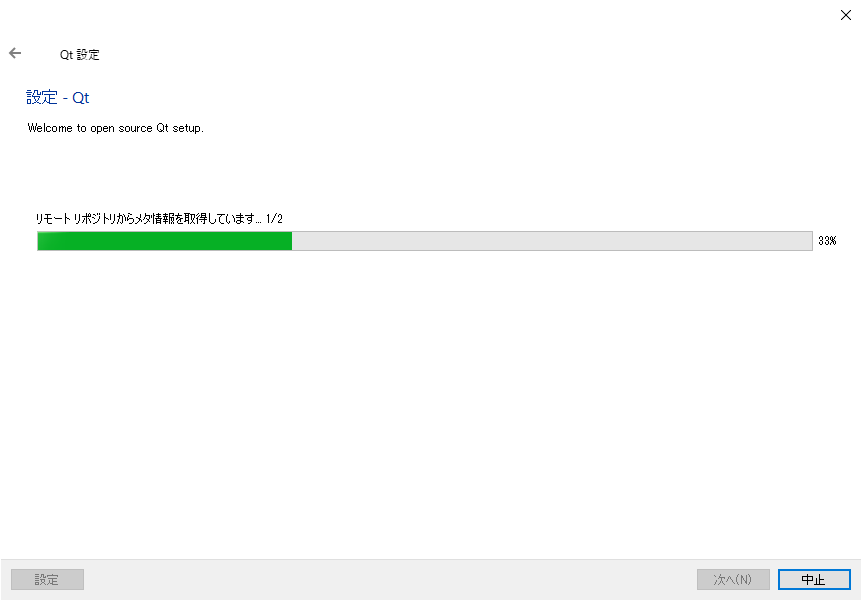 Qt 設定
設定 - Qt
Welcome to open source Qt setup.
リモート リポジトリからメタ情報を取得しています... 1/2
33%
設定
次へ(N)
中止